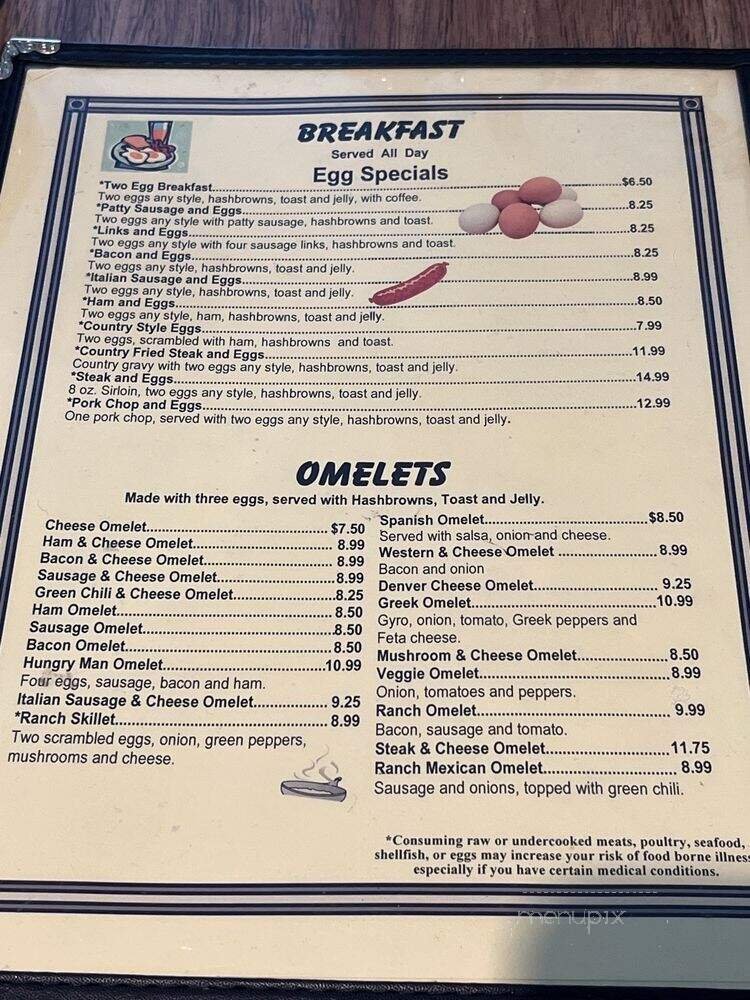 BREAKFAST
Served All Day
Egg Specials
*Two Egg Breakfast..........$6.50
Two eggs any style, hashbrowns, toast and jelly, with coffee.
*Patty Sausage and Eggs..........8.25
Two eggs any style with patty sausage, hashbrowns and toast.
*Links and Eggs..........8.25
Two eggs any style with four sausage links, hashbrowns and toast.
*Bacon and Eggs..........8.25
Two eggs any style, hashbrowns, toast and jelly.
*Italian Sausage and Eggs..........8.99
Two eggs any style, hashbrowns, toast and jelly.
*Ham and Eggs..........8.50
Two eggs any style, ham, hashbrowns, toast and jelly.
*Country Style Eggs..........7.99
Two eggs, scrambled with ham, hashbrowns and toast.
*Country Fried Steak and Eggs..........11.99
Country gravy with two eggs any style, hashbrowns, toast and jelly.
*Steak and Eggs..........14.99
8 oz. Sirloin, two eggs any style, hashbrowns, toast and jelly.
*Pork Chop and Eggs..........12.99
One pork chop, served with two eggs any style, hashbrowns, toast and jelly.
OMELETS
Made with three eggs, served with Hashbrowns, Toast and Jelly.
Cheese Omelet..........$7.50
Ham & Cheese Omelet..........8.99
Bacon & Cheese Omelet..........8.99
Sausage & Cheese Omelet..........8.99
Green Chili & Cheese Omelet..........8.25
Ham Omelet..........8.50
Sausage Omelet..........8.50
Bacon Omelet..........8.50
Hungry Man Omelet..........10.99
Four eggs, sausage, bacon and ham.
Italian Sausage & Cheese Omelet..........9.25
*Ranch Skillet..........8.99
Two scrambled eggs, onion, green peppers,
mushrooms and cheese.
Spanish Omelet..........$8.50
Served with salsa, onion and cheese.
Western & Cheese Omelet ..........8.99
Bacon and onion
Denver Cheese Omelet..........9.25
Greek Omelet..........10.99
Gyro, onion, tomato, Greek peppers and
Feta cheese.
Mushroom & Cheese Omelet..........8.50
Veggie Omelet..........8.99
Onion, tomatoes and peppers.
Ranch Omelet..........9.99
Bacon, sausage and tomato.
Steak & Cheese Omelet..........11.75
Ranch Mexican Omelet..........8.99
Sausage and onions, topped with green chili.
*Consuming raw or undercooked meats, poultry, seafood,
shellfish, or eggs may increase your risk of food borne illness
especially if you have certain medical conditions.
menupix